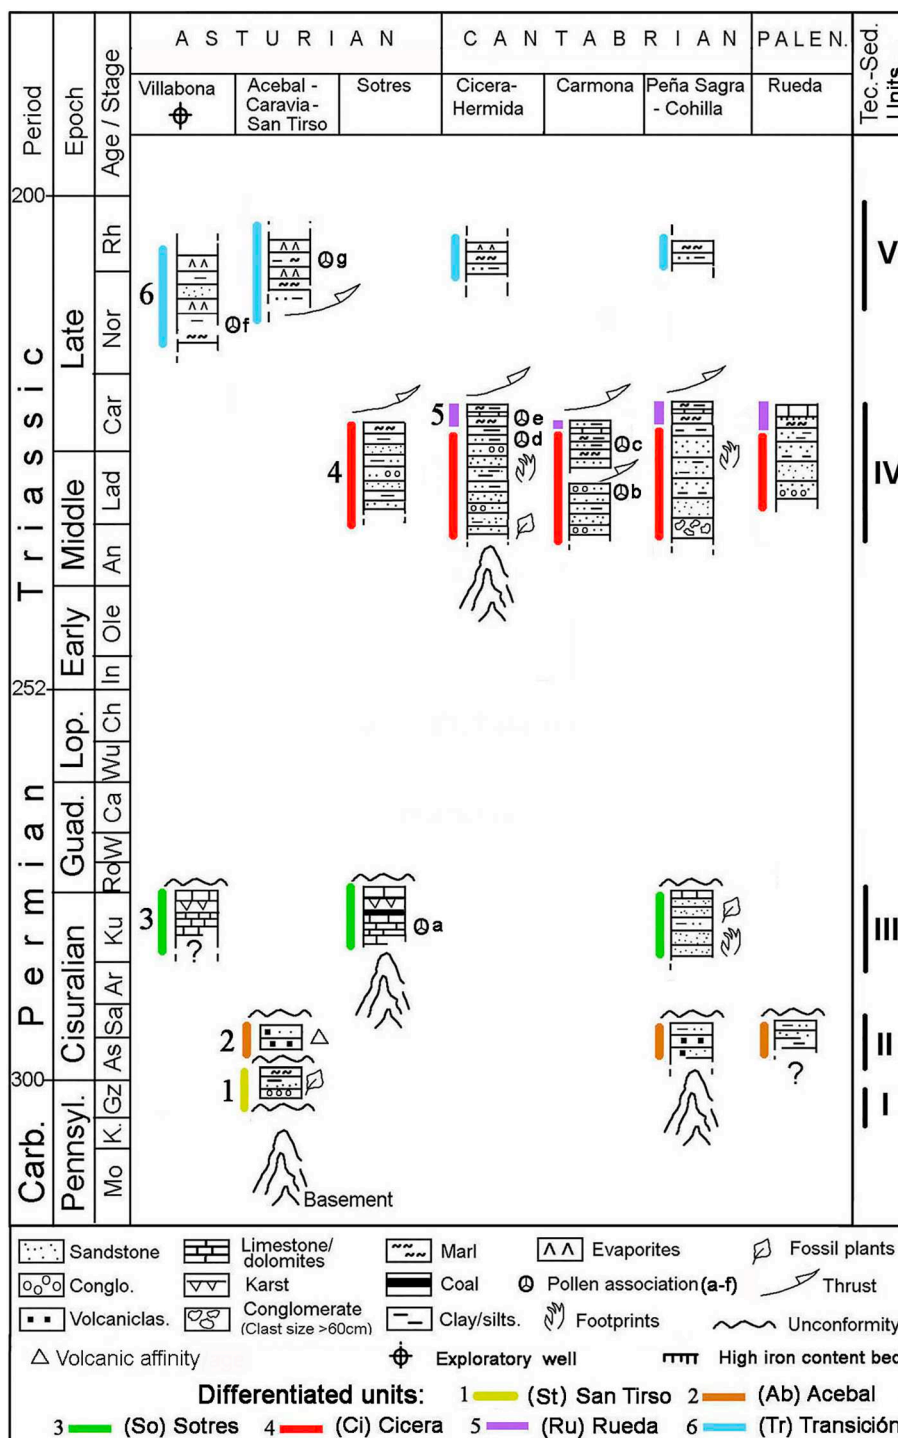 A S T U R I A N
C A N T A B R I A N
P A L E N.
Period
Epoch
Age / Stage
Tec.-Sed.
Units
Villabona
Acebal -
Caravia-
San Tirso
Sotres
Cicera-
Hermida
Carmona
Peña Sagra
- Cohilla
Rueda
200
252
300
Triassic
Permian
Carb.
Late
Middle
Early
Lop.
Guad.
Cisuralian
Pennsyl.
Rh
Nor
Car
Lad
An
Ole
In
Ch
Wu
Ca
W
Ro
Ku
Ar
Sa
As
Gz
K.
Mo
6
f
g
V
4
5
e
d
c
b
IV
3
?
a
III
2
?
II
1
I
Basement
Sandstone
Limestone/
dolomites
Marl
Evaporites
Fossil plants
Conglo.
Karst
Coal
Pollen association (a-f)
Thrust
Volcaniclas.
Conglomerate
(Clast size >60cm)
Clay/silts.
Footprints
Unconformity
Volcanic affinity
Exploratory well
High iron content bed
Differentiated units:
1 (St) San Tirso
2 (Ab) Acebal
3 (So) Sotres
4 (Ci) Cicera
5 (Ru) Rueda
6 (Tr) Transición